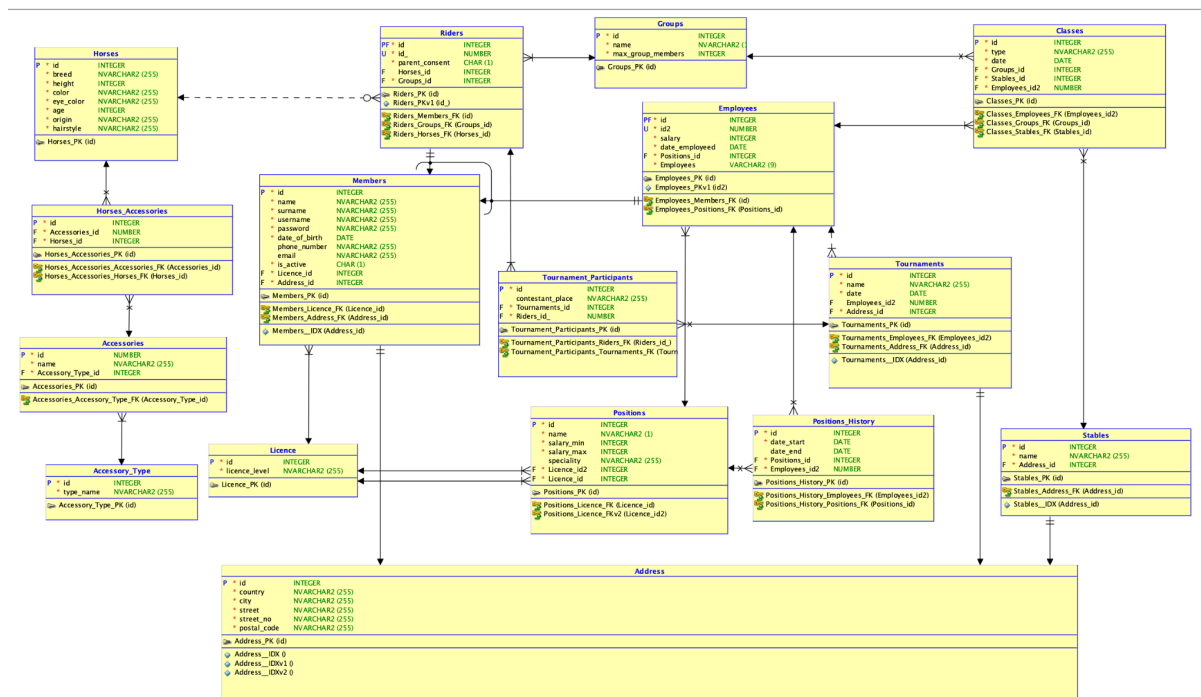 Horses
P * id INTEGER
* breed NVARCHAR2 (255)
* height INTEGER
* color NVARCHAR2 (255)
* eye_color NVARCHAR2 (255)
* age INTEGER
* origin NVARCHAR2 (255)
* hairstyle NVARCHAR2 (255)
Horses_PK (id)
Riders
PF * id INTEGER
U * id_ NUMBER
* parent_consent CHAR (1)
F Horses_id INTEGER
F * Groups_id INTEGER
Riders_PK (id)
Riders_PKv1 (id_)
Riders_Members_FK (id)
Riders_Groups_FK (Groups_id)
Riders_Horses_FK (Horses_id)
Groups
P * id INTEGER
* name NVARCHAR2 (
* max_group_members INTEGER
Groups_PK (id)
Classes
P * id INTEGER
* type NVARCHAR2 (255)
* date DATE
F * Groups_id INTEGER
F * Stables_id INTEGER
F * Employees_id2 NUMBER
Classes_PK (id)
Classes_Employees_FK (Employees_id2)
Classes_Groups_FK (Groups_id)
Classes_Stables_FK (Stables_id)
Employees
PF * id INTEGER
U * id2 NUMBER
* salary INTEGER
* date_employeed DATE
F * Positions_id INTEGER
* Employees VARCHAR2 (9)
Employees_PK (id)
Employees_PKv1 (id2)
Employees_Members_FK (id)
Employees_Positions_FK (Positions_id)
Members
P * id INTEGER
* name NVARCHAR2 (255)
* surname NVARCHAR2 (255)
* username NVARCHAR2 (255)
* password NVARCHAR2 (255)
* date_of_birth DATE
phone_number NVARCHAR2 (255)
email NVARCHAR2 (255)
* is_active CHAR (1)
F * Licence_id INTEGER
F * Address_id INTEGER
Members_PK (id)
Members_Licence_FK (Licence_id)
Members_Address_FK (Address_id)
Members__IDX (Address_id)
Horses_Accessories
P * id INTEGER
F * Accessories_id NUMBER
F * Horses_id INTEGER
Horses_Accessories_PK (id)
Horses_Accessories_Accessories_FK (Accessories_id)
Horses_Accessories_Horses_FK (Horses_id)
Tournament_Participants
P * id INTEGER
contestant_place NVARCHAR2 (255)
F * Tournaments_id INTEGER
F * Riders_id_ NUMBER
Tournament_Participants_PK (id)
Tournament_Participants_Riders_FK (Riders_id_)
Tournament_Participants_Tournaments_FK (Tourn
Tournaments
P * id INTEGER
* name NVARCHAR2 (255)
* date DATE
F Employees_id2 NUMBER
F * Address_id INTEGER
Tournaments_PK (id)
Tournaments_Employees_FK (Employees_id2)
Tournaments_Address_FK (Address_id)
Tournaments__IDX (Address_id)
Accessories
P * id NUMBER
* name NVARCHAR2 (255)
F * Accessory_Type_id INTEGER
Accessories_PK (id)
Accessories_Accessory_Type_FK (Accessory_Type_id)
Positions
P * id INTEGER
* name NVARCHAR2 (1)
* salary_min INTEGER
* salary_max INTEGER
speciality NVARCHAR2 (255)
F * Licence_id2 INTEGER
F * Licence_id INTEGER
Positions_PK (id)
Positions_Licence_FK (Licence_id)
Positions_Licence_FKv2 (Licence_id2)
Positions_History
P * id INTEGER
* date_start DATE
date_end DATE
F * Positions_id INTEGER
F * Employees_id2 NUMBER
Positions_History_PK (id)
Positions_History_Employees_FK (Employees_id2)
Positions_History_Positions_FK (Positions_id)
Stables
P * id INTEGER
* name NVARCHAR2 (255)
F * Address_id INTEGER
Stables_PK (id)
Stables_Address_FK (Address_id)
Stables__IDX (Address_id)
Licence
P * id INTEGER
* licence_level NVARCHAR2 (255)
Licence_PK (id)
Accessory_Type
P * id INTEGER
* type_name NVARCHAR2 (255)
Accessory_Type_PK (id)
Address
P * id INTEGER
* country NVARCHAR2 (255)
* city NVARCHAR2 (255)
* street NVARCHAR2 (255)
* street_no NVARCHAR2 (255)
* postal_code NVARCHAR2 (255)
Address_PK (id)
Address__IDX ()
Address__IDXv1 ()
Address__IDXv2 ()